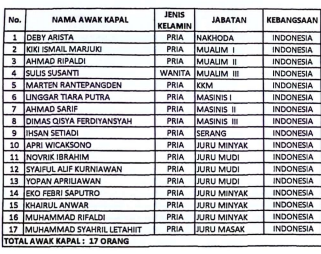 No. NAMA AWAK KAPAL JENIS KELAMIN JABATAN KEBANGSAAN
1 DEBY ARISTA PRIA NAKHODA INDONESIA
2 KIKI ISMAIL MARJUKI PRIA MUALIM I INDONESIA
3 AHMAD RIPALDI PRIA MUALIM II INDONESIA
4 SULIS SUSANTI WANITA MUALIM III INDONESIA
5 MARTEN RANTEPANGDEN PRIA KKM INDONESIA
6 LINGGAR TIARA PUTRA PRIA MASINIS I INDONESIA
7 AHMAD SARIF PRIA MASINIS II INDONESIA
8 DIMAS QISYA FERDIYANSYAH PRIA MASINIS III INDONESIA
9 IHSAN SETIADI PRIA SERANG INDONESIA
10 APRI WICAKSONO PRIA JURU MINYAK INDONESIA
11 NOVRIK IBRAHIM PRIA JURU MUDI INDONESIA
12 SYAIFUL ALIF KURNIAWAN PRIA JURU MUDI INDONESIA
13 YOPAN APRILIAWAN PRIA JURU MUDI INDONESIA
14 EKO FEBRI SAPUTRO PRIA JURU MINYAK INDONESIA
15 KHAIRUL ANWAR PRIA JURU MINYAK INDONESIA
16 MUHAMMAD RIFALDI PRIA JURU MINYAK INDONESIA
17 MUHAMMAD SYAHRIL LETAHIIT PRIA JURU MASAK INDONESIA
TOTAL AWAK KAPAL : 17 ORANG